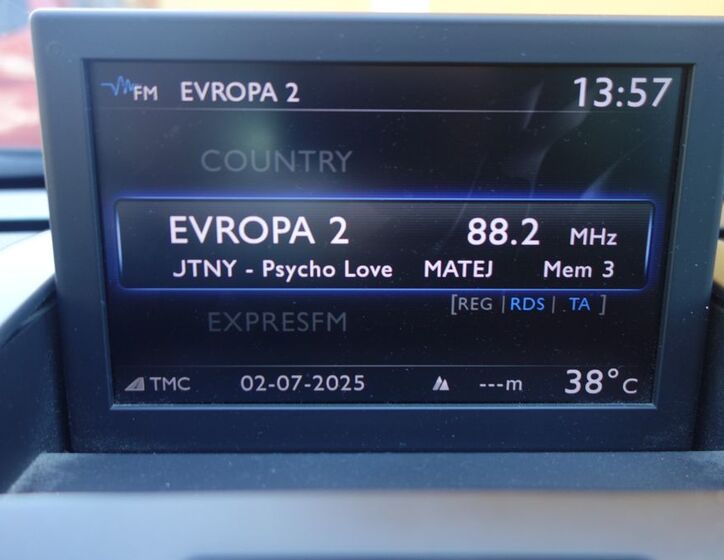 FM EVROPA 2 13:57
COUNTRY
EVROPA 2 88.2 MHz
JTNY - Psycho Love MATEJ Mem 3
[REG | RDS | TA ]
EXPRESFM
TMC 02-07-2025 ---m 38°C